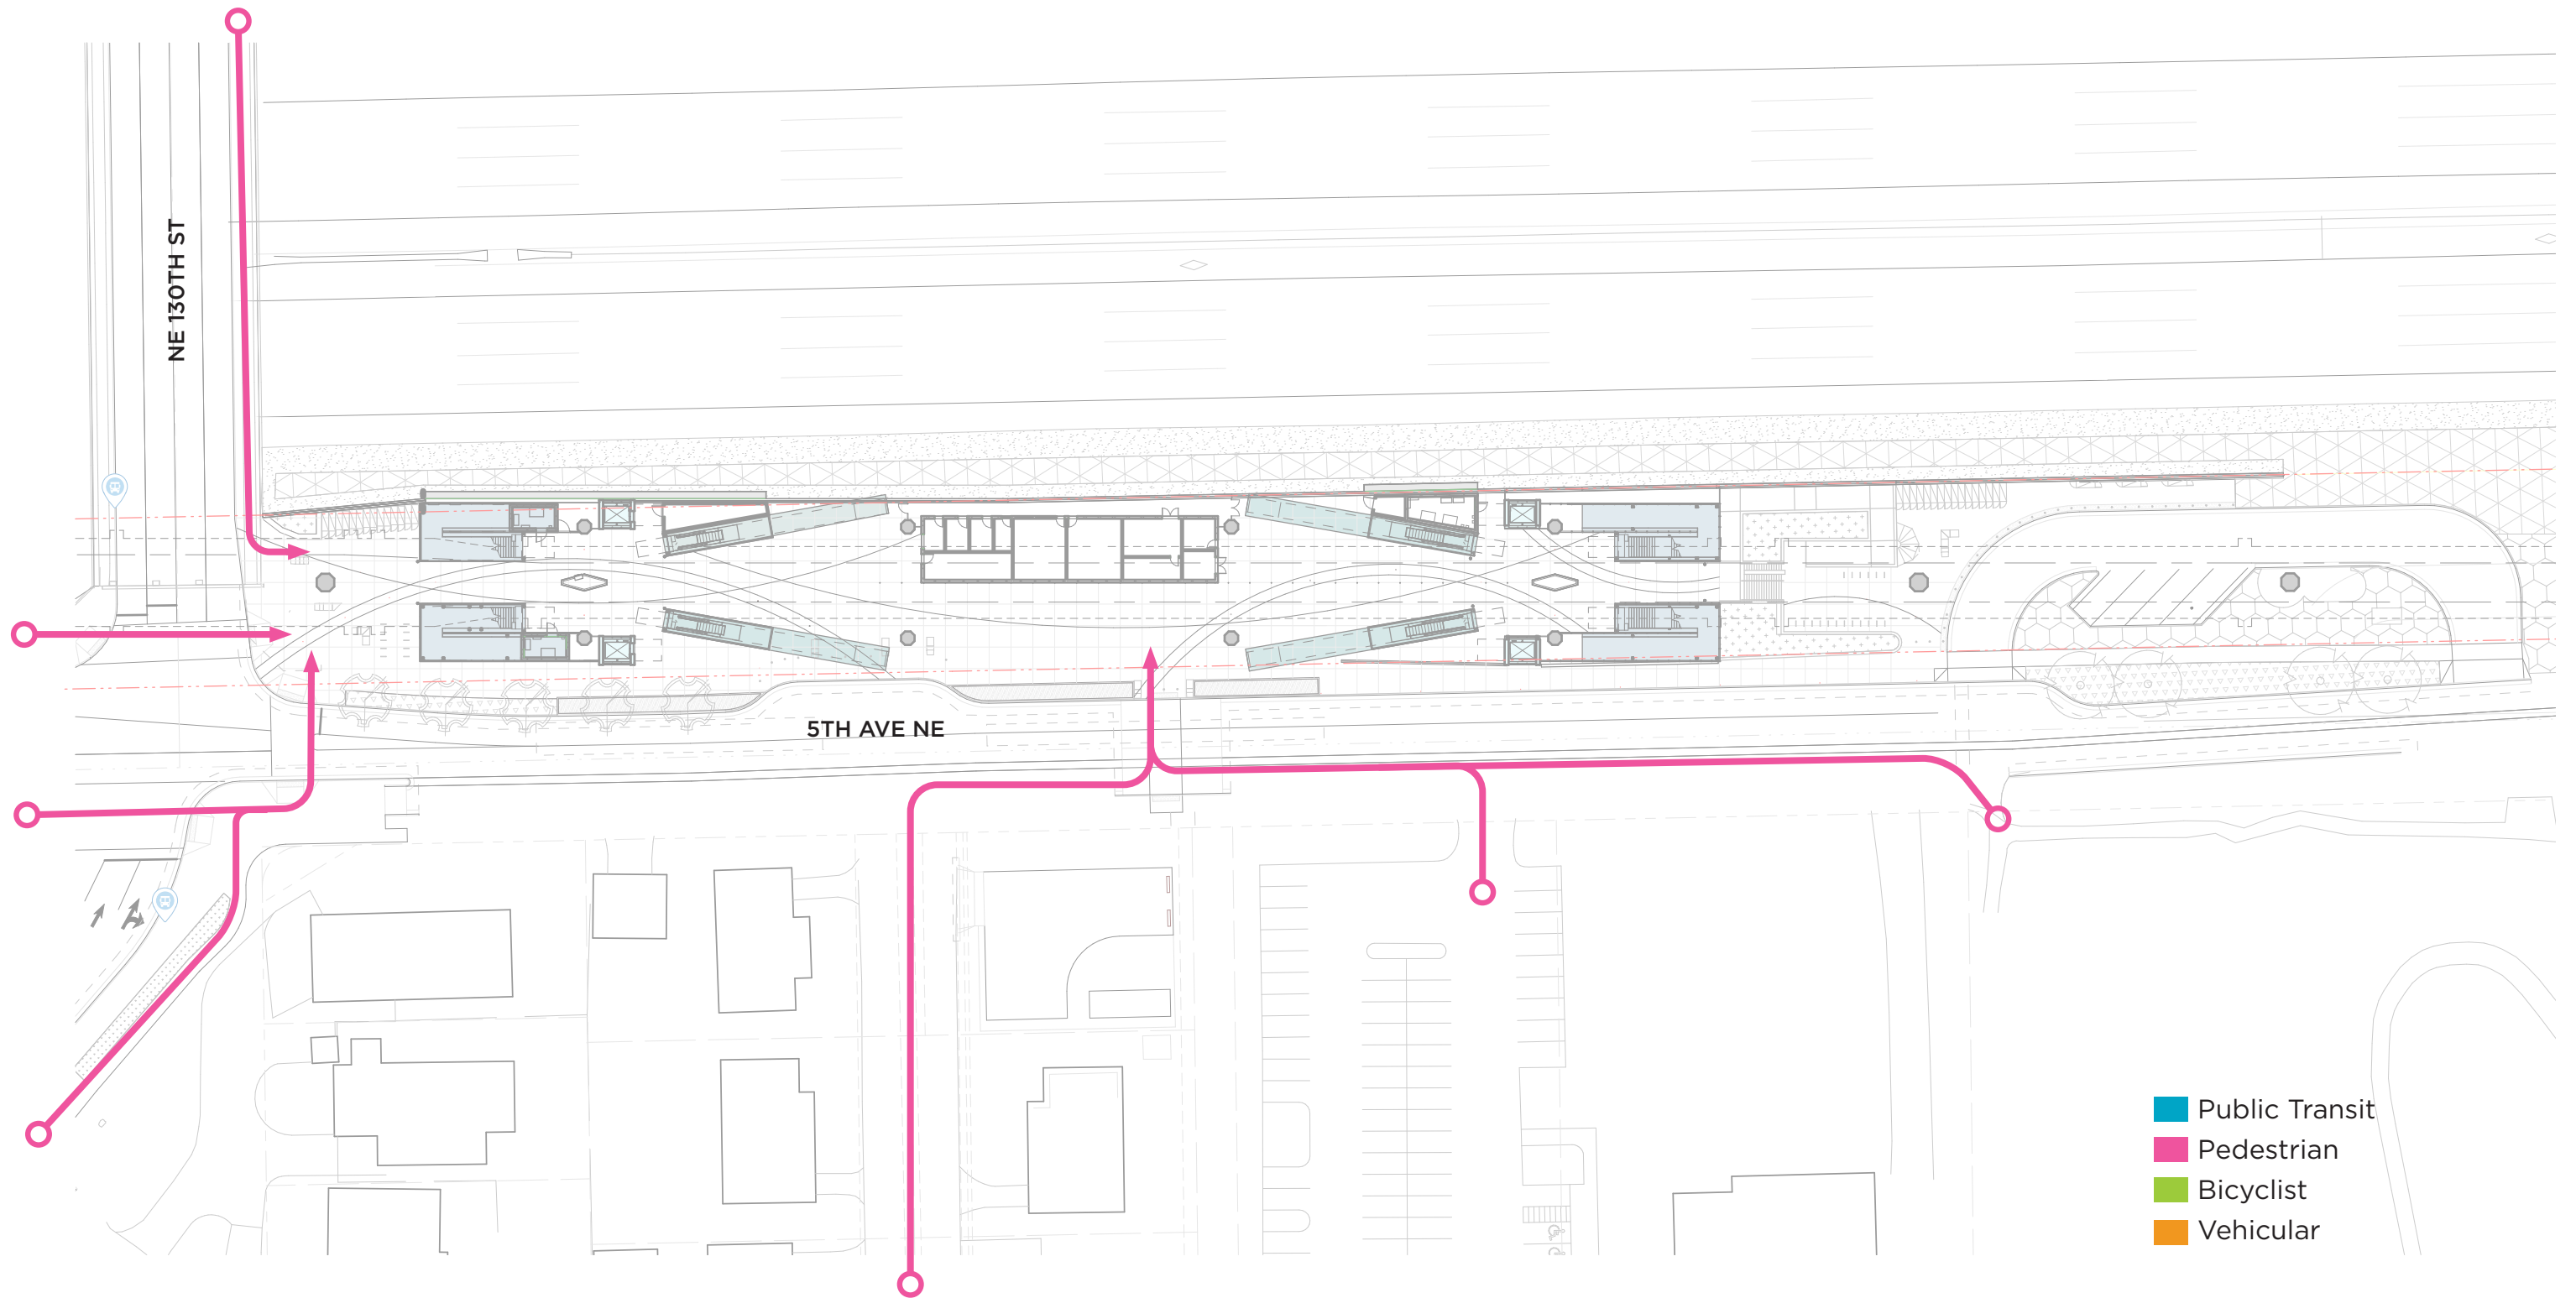 NE 130TH ST
5TH AVE NE
Public Transit
Pedestrian
Bicyclist
Vehicular